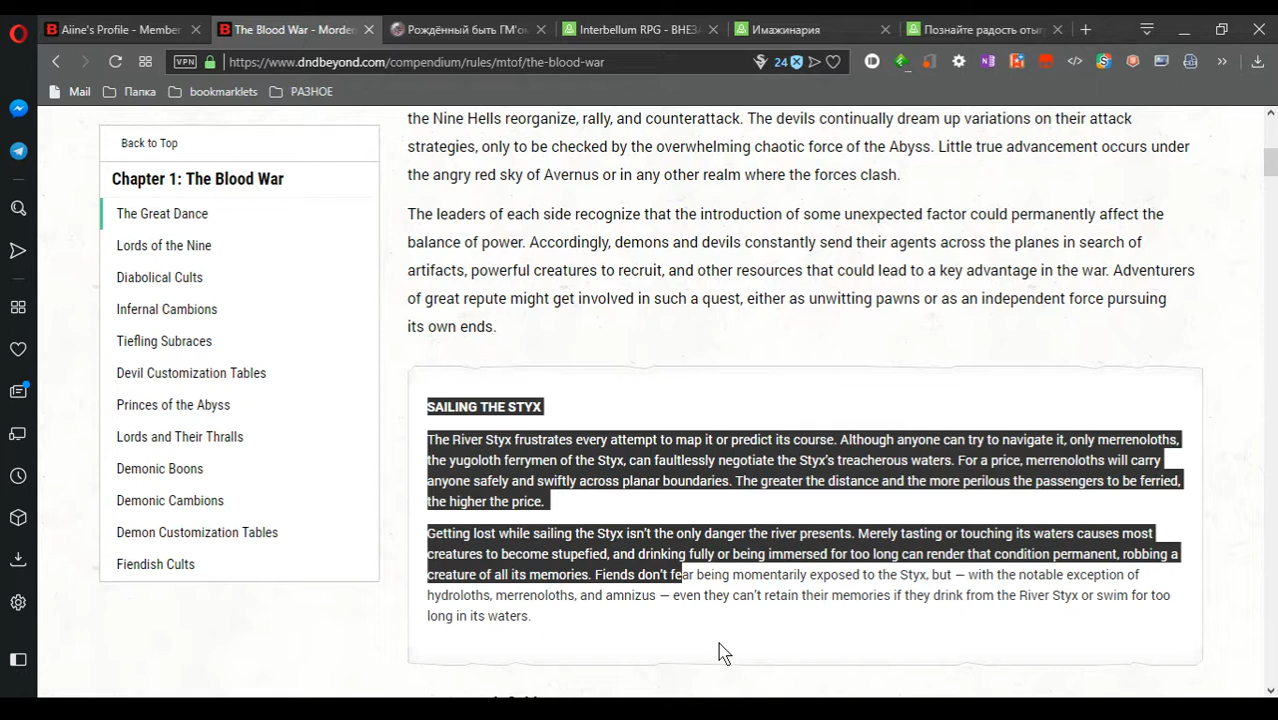 Aiine's Profile - Member
The Blood War - Morden
Рождённый быть ГМ'ом
Interbellum RPG - ВНЕЗ
Имажинария
Познайте радость отыг
VPN
https://www.dndbeyond.com/compendium/rules/mtof/the-blood-war
24
Mail
Папка
bookmarklets
РАЗНОЕ
Back to Top
Chapter 1: The Blood War
The Great Dance
Lords of the Nine
Diabolical Cults
Infernal Cambions
Tiefling Subraces
Devil Customization Tables
Princes of the Abyss
Lords and Their Thralls
Demonic Boons
Demonic Cambions
Demon Customization Tables
Fiendish Cults
the Nine Hells reorganize, rally, and counterattack. The devils continually dream up variations on their attack
strategies, only to be checked by the overwhelming chaotic force of the Abyss. Little true advancement occurs under
the angry red sky of Avernus or in any other realm where the forces clash.
The leaders of each side recognize that the introduction of some unexpected factor could permanently affect the
balance of power. Accordingly, demons and devils constantly send their agents across the planes in search of
artifacts, powerful creatures to recruit, and other resources that could lead to a key advantage in the war. Adventurers
of great repute might get involved in such a quest, either as unwitting pawns or as an independent force pursuing
its own ends.
SAILING THE STYX
The River Styx frustrates every attempt to map it or predict its course. Although anyone can try to navigate it, only merrenoloths,
the yugoloth ferrymen of the Styx, can faultlessly negotiate the Styx's treacherous waters. For a price, merrenoloths will carry
anyone safely and swiftly across planar boundaries. The greater the distance and the more perilous the passengers to be ferried,
the higher the price.
Getting lost while sailing the Styx isn't the only danger the river presents. Merely tasting or touching its waters causes most
creatures to become stupefied, and drinking fully or being immersed for too long can render that condition permanent, robbing a
creature of all its memories. Fiends don't fear being momentarily exposed to the Styx, but — with the notable exception of
hydroloths, merrenoloths, and amnizus — even they can't retain their memories if they drink from the River Styx or swim for too
long in its waters.